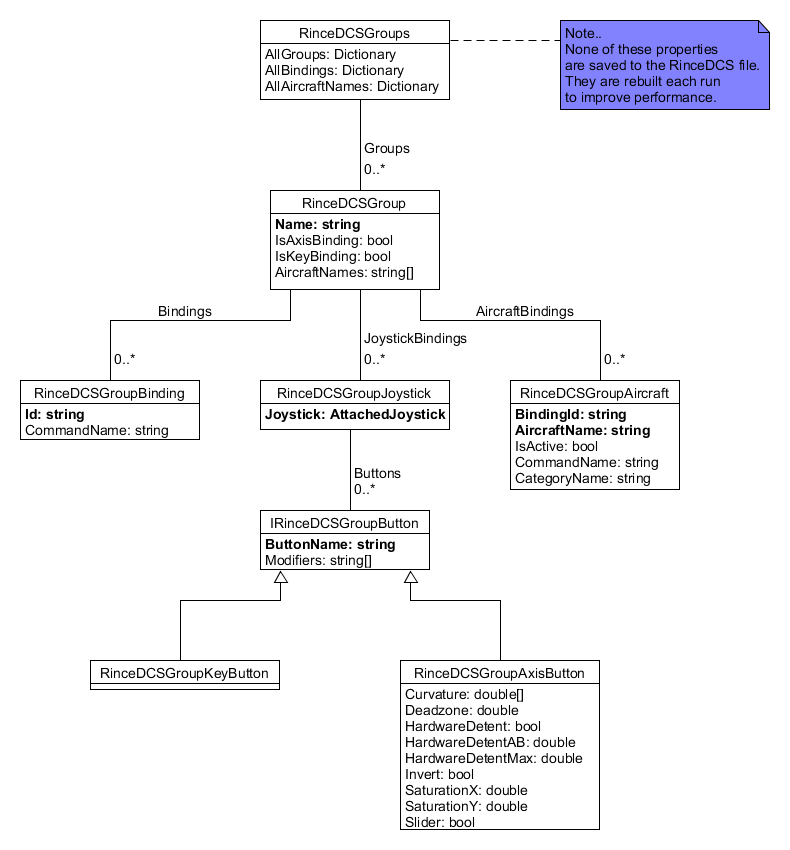 RinceDCSGroups
AllGroups: Dictionary
AllBindings: Dictionary
AllAircraftNames: Dictionary
Note..
None of these properties
are saved to the RinceDCS file.
They are rebuilt each run
to improve performance.
Groups
0..*
RinceDCSGroup
Name: string
IsAxisBinding: bool
IsKeyBinding: bool
AircraftNames: string[]
Bindings
0..*
JoystickBindings
0..*
AircraftBindings
0..*
RinceDCSGroupBinding
Id: string
CommandName: string
RinceDCSGroupJoystick
Joystick: AttachedJoystick
RinceDCSGroupAircraft
BindingId: string
AircraftName: string
IsActive: bool
CommandName: string
CategoryName: string
Buttons
0..*
IRinceDCSGroupButton
ButtonName: string
Modifiers: string[]
RinceDCSGroupKeyButton
RinceDCSGroupAxisButton
Curvature: double[]
Deadzone: double
HardwareDetent: bool
HardwareDetentAB: double
HardwareDetentMax: double
Invert: bool
SaturationX: double
SaturationY: double
Slider: bool